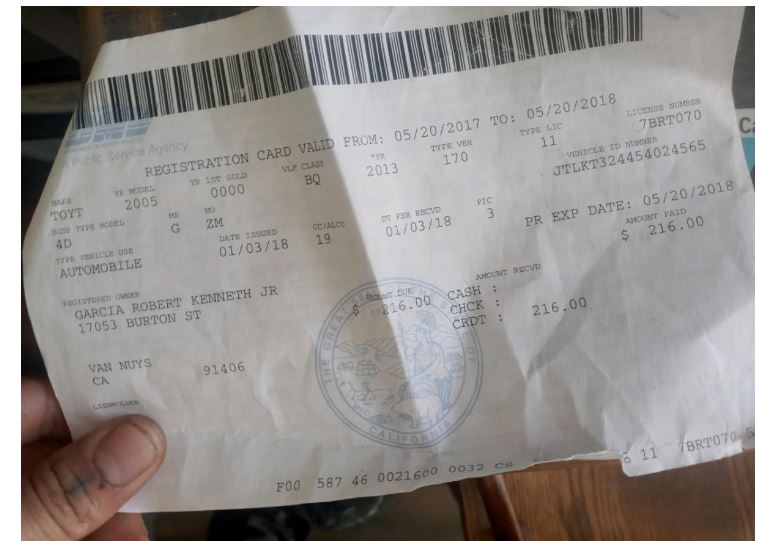 A Public Service Agency
REGISTRATION CARD VALID FROM: 05/20/2017 TO: 05/20/2018
MAKE YR MODEL YR 1ST SOLD VLF CLASS *YR TYPE VEH TYPE LIC LICENSE NUMBER
TOYT 2005 0000 BQ 2013 170 11 7BRT070
BODY TYPE MODEL MP MO VEHICLE ID NUMBER
4D G ZM JTLKT324454024565
TYPE VEHICLE USE DATE ISSUED CC/ALCO DT FEE RECVD PIC
AUTOMOBILE 01/03/18 19 01/03/18 3 PR EXP DATE: 05/20/2018
AMOUNT PAID
$ 216.00
REGISTERED OWNER AMOUNT DUE AMOUNT RECVD
GARCIA ROBERT KENNETH JR $ 216.00 CASH :
17053 BURTON ST CHCK :
CRDT : 216.00
VAN NUYS 91406
CA
LIENHOLDER
THE GREAT SEAL OF THE STATE OF
CALIFORNIA
F00 587 46 0021600 0032 CS
11 7BRT070
Ca